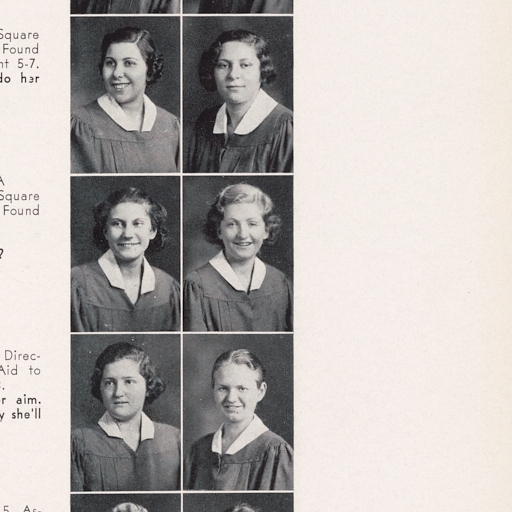 Square
Found
nt 5-7.
do her
A
Square
Found
?
Direc-
Aid to
.
r aim.
y she'll
5. As-